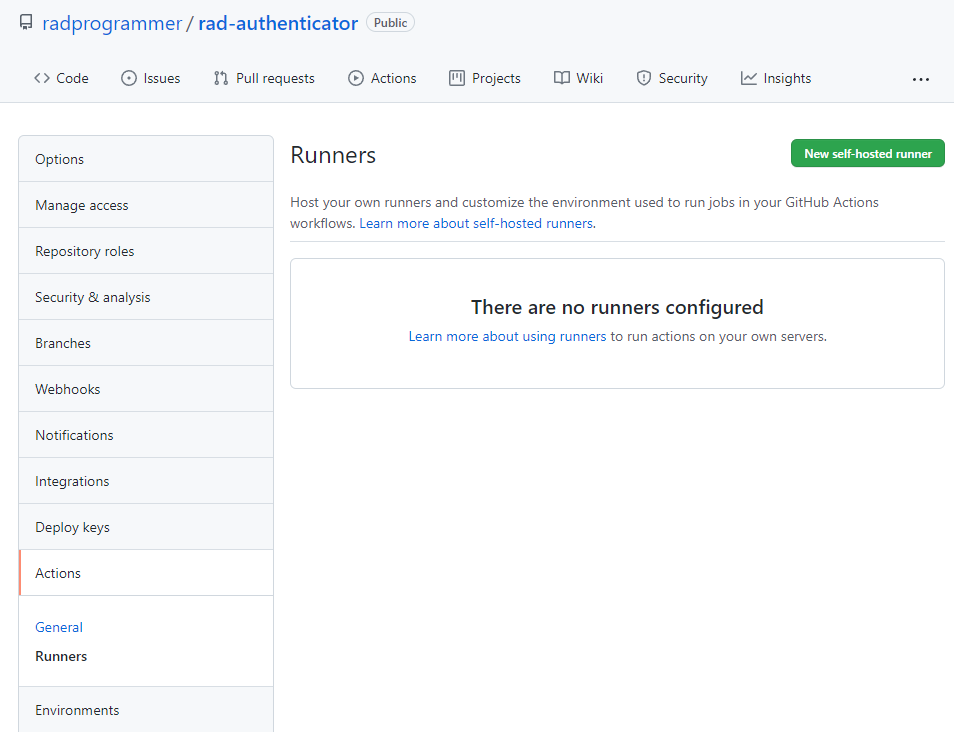 radprogrammer / rad-authenticator Public
Code Issues Pull requests Actions Projects Wiki Security Insights ...
Options
Manage access
Repository roles
Security & analysis
Branches
Webhooks
Notifications
Integrations
Deploy keys
Actions
General
Runners
Environments
Runners
New self-hosted runner
Host your own runners and customize the environment used to run jobs in your GitHub Actions
workflows. Learn more about self-hosted runners.
There are no runners configured
Learn more about using runners to run actions on your own servers.